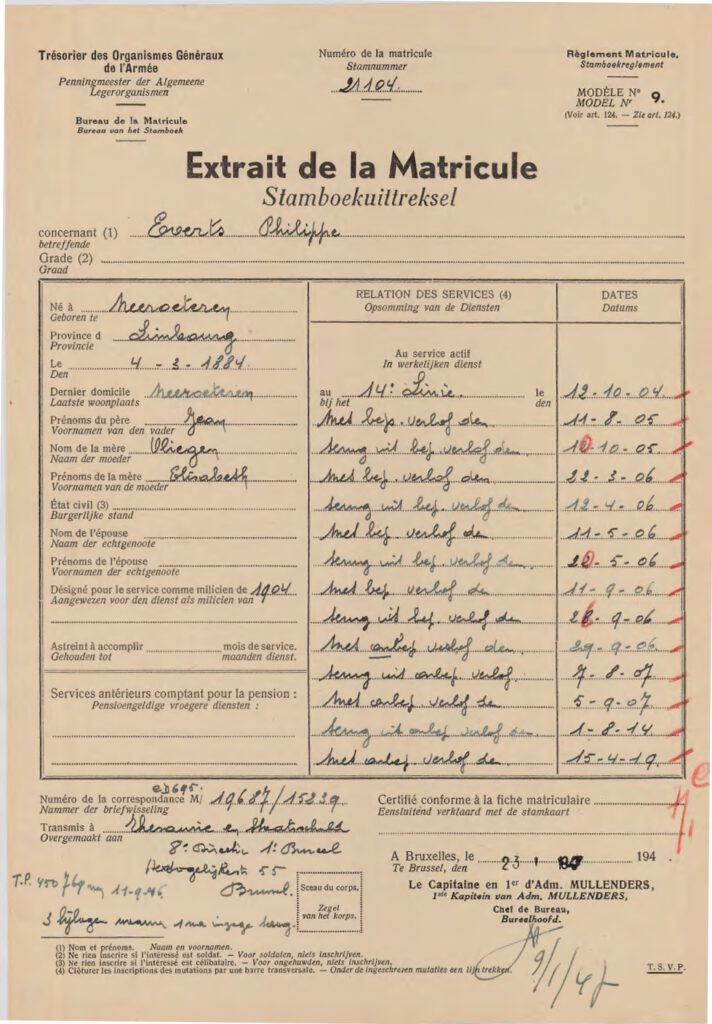 Trésorier des Organismes Généraux
de l'Armée
Penningmeester der Algemeene
Legerorganismen
Bureau de la Matricule
Bureau van het Stamboek
Numéro de la matricule
Stamnummer
21104.
Règlement Matricule.
Stamboekreglement
MODÈLE No 9.
MODEL Nr
(Voir art. 124. — Zie art. 124.)
Extrait de la Matricule
Stamboekuittreksel
concernant (1) Everts Philippe
betreffende
Grade (2)
Graad
Né à Neeroeteren
Geboren te
Province d Limbourg
Provincie
Le 4 - 3 - 1884
Den
Dernier domicile Neeroeteren
Laatste woonplaats
Prénoms du père Jean
Voornamen van den vader
Nom de la mère Vliegen
Naam der moeder
Prénoms de la mère Elisabeth
Voornamen van de moeder
État civil (3)
Burgerlijke stand
Nom de l'épouse
Naam der echtgenoote
Prénoms de l'épouse
Voornamen der echtgenoote
Désigné pour le service comme milicien de 1904
Aangewezen voor den dienst als milicien van
Astreint à accomplir mois de service.
Gehouden tot maanden dienst.
Services antérieurs comptant pour la pension :
Pensioengeldige vroegere diensten :
RELATION DES SERVICES (4) DATES
Opsomming van de Diensten Datums
Au service actif
In werkelijken dienst
au 14e Linie. le 12-10-04
bij het den
Met bep. verlof den 11-8-05
terug uit bep. verlof den 10-10-05
Met bep. verlof den 22-3-06
terug uit bep. verlof den 12-4-06
Met bep. verlof den 11-5-06
terug uit bep. verlof den 20-5-06
Met bep. verlof den 11-9-06
terug uit bep. verlof den 26-9-06
Met onbep verlof den 29-9-06
terug uit onbep. verlof 7-8-07
Met onbep. verlof den 5-9-07
terug uit onbep. verlof den 1-8-14
Met onbep. verlof den 15-4-19
Numéro de la correspondance M/ 19687/15839
Nummer der briefwisseling
Transmis à Thesaurie en Staatschuld
Overgemaakt aan
8e Directie 1e Bureel
Hertogelijkestr 55
Brussel.
T.P. 450 11-9-46
3 bijlagen terug.
Sceau du corps.
Zegel
van het korps.
Certifié conforme à la fiche matriculaire
Eensluidend verklaard met de stamkaart
A Bruxelles, le 23 1 194
Te Brussel, den
Le Capitaine en 1er d'Adm. MULLENDERS,
1ste Kapitein van Adm. MULLENDERS,
Chef de Bureau,
Bureelhoofd.
9/1/47
(1) Nom et prénoms. Naam en voornamen.
(2) Ne rien inscrire si l'intéressé est soldat. — Voor soldaten, niets inschrijven.
(3) Ne rien inscrire si l'intéressé est célibataire. — Voor ongehuwden, niets inschrijven.
(4) Clôturer les inscriptions des mutations par une barre transversale. — Onder de ingeschreven mutaties een lijn trekken.
T.S.V.P.